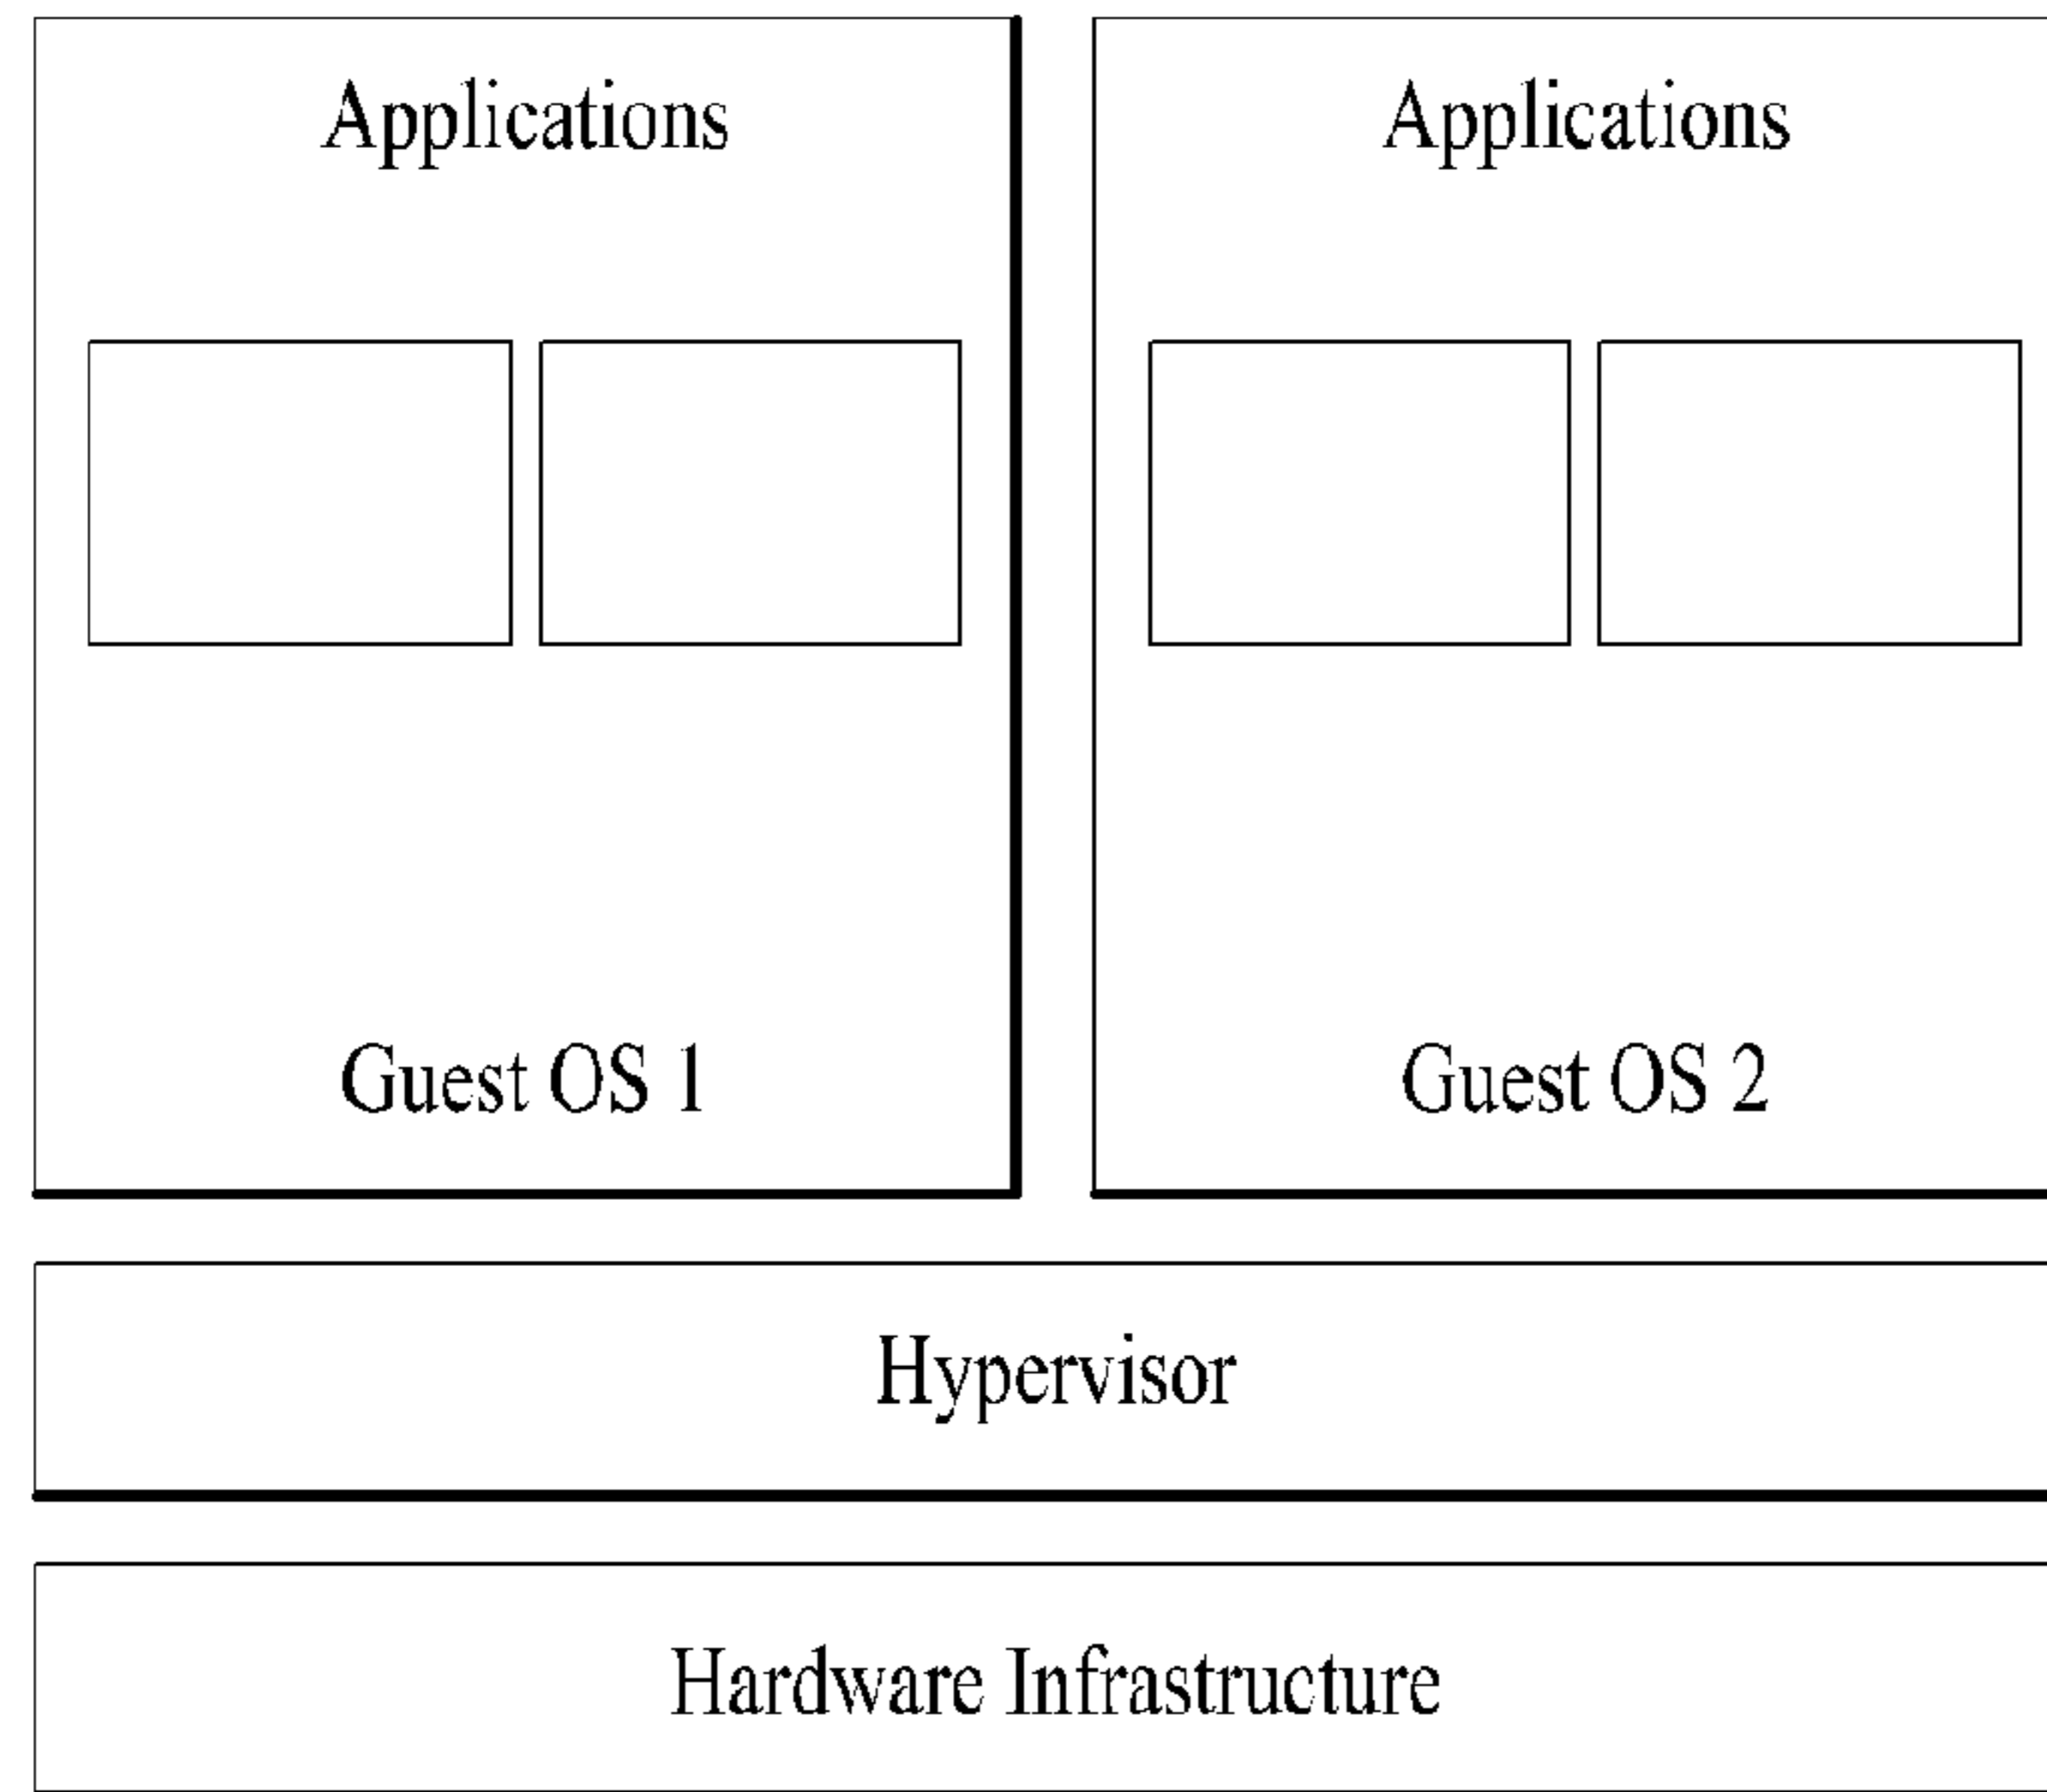 Applications
Applications
Guest OS 1
Guest OS 2
Hypervisor
Hardware Infrastructure